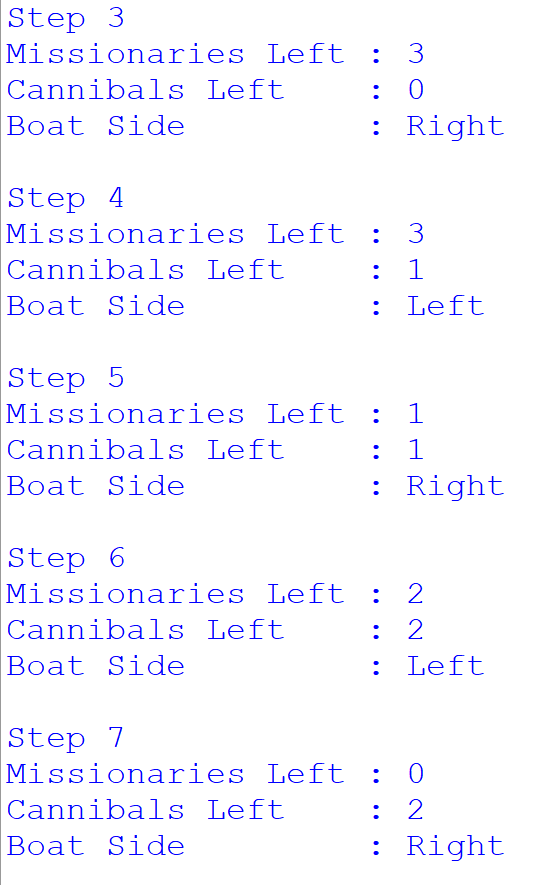 Step 3
Missionaries Left : 3
Cannibals Left    : 0
Boat Side         : Right

Step 4
Missionaries Left : 3
Cannibals Left    : 1
Boat Side         : Left

Step 5
Missionaries Left : 1
Cannibals Left    : 1
Boat Side         : Right

Step 6
Missionaries Left : 2
Cannibals Left    : 2
Boat Side         : Left

Step 7
Missionaries Left : 0
Cannibals Left    : 2
Boat Side         : Right